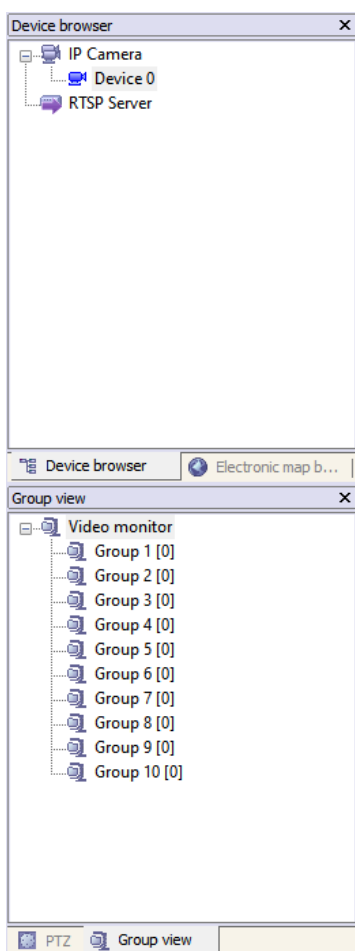 Device browser
IP Camera
Device 0
RTSP Server
Device browser
Electronic map b...
Group view
Video monitor
Group 1 [0]
Group 2 [0]
Group 3 [0]
Group 4 [0]
Group 5 [0]
Group 6 [0]
Group 7 [0]
Group 8 [0]
Group 9 [0]
Group 10 [0]
PTZ
Group view